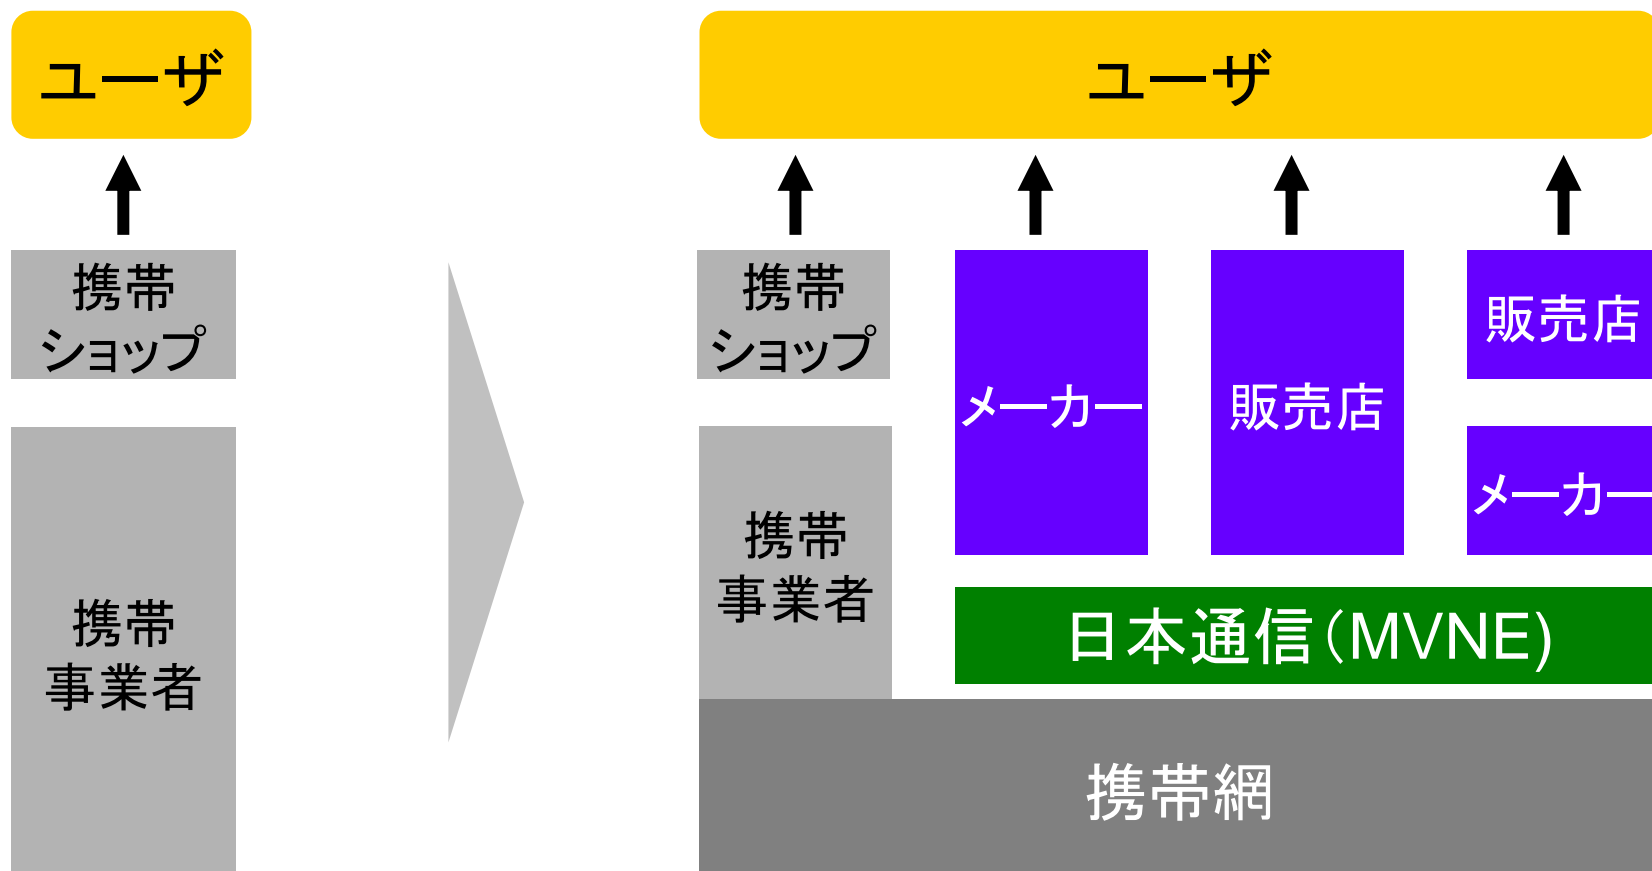 ユーザ
携帯
ショップ
携帯
事業者
ユーザ
携帯
ショップ
携帯
事業者
メーカー
販売店
販売店
メーカー
日本通信(MVNE)
携帯網